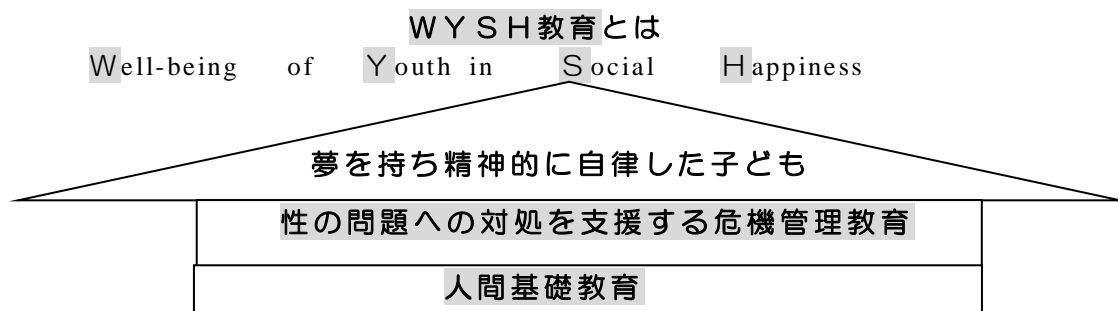 ＷＹＳＨ教育とは
Well-being of Youth in Social Happiness
夢を持ち精神的に自律した子ども
性の問題への対処を支援する危機管理教育
人間基礎教育